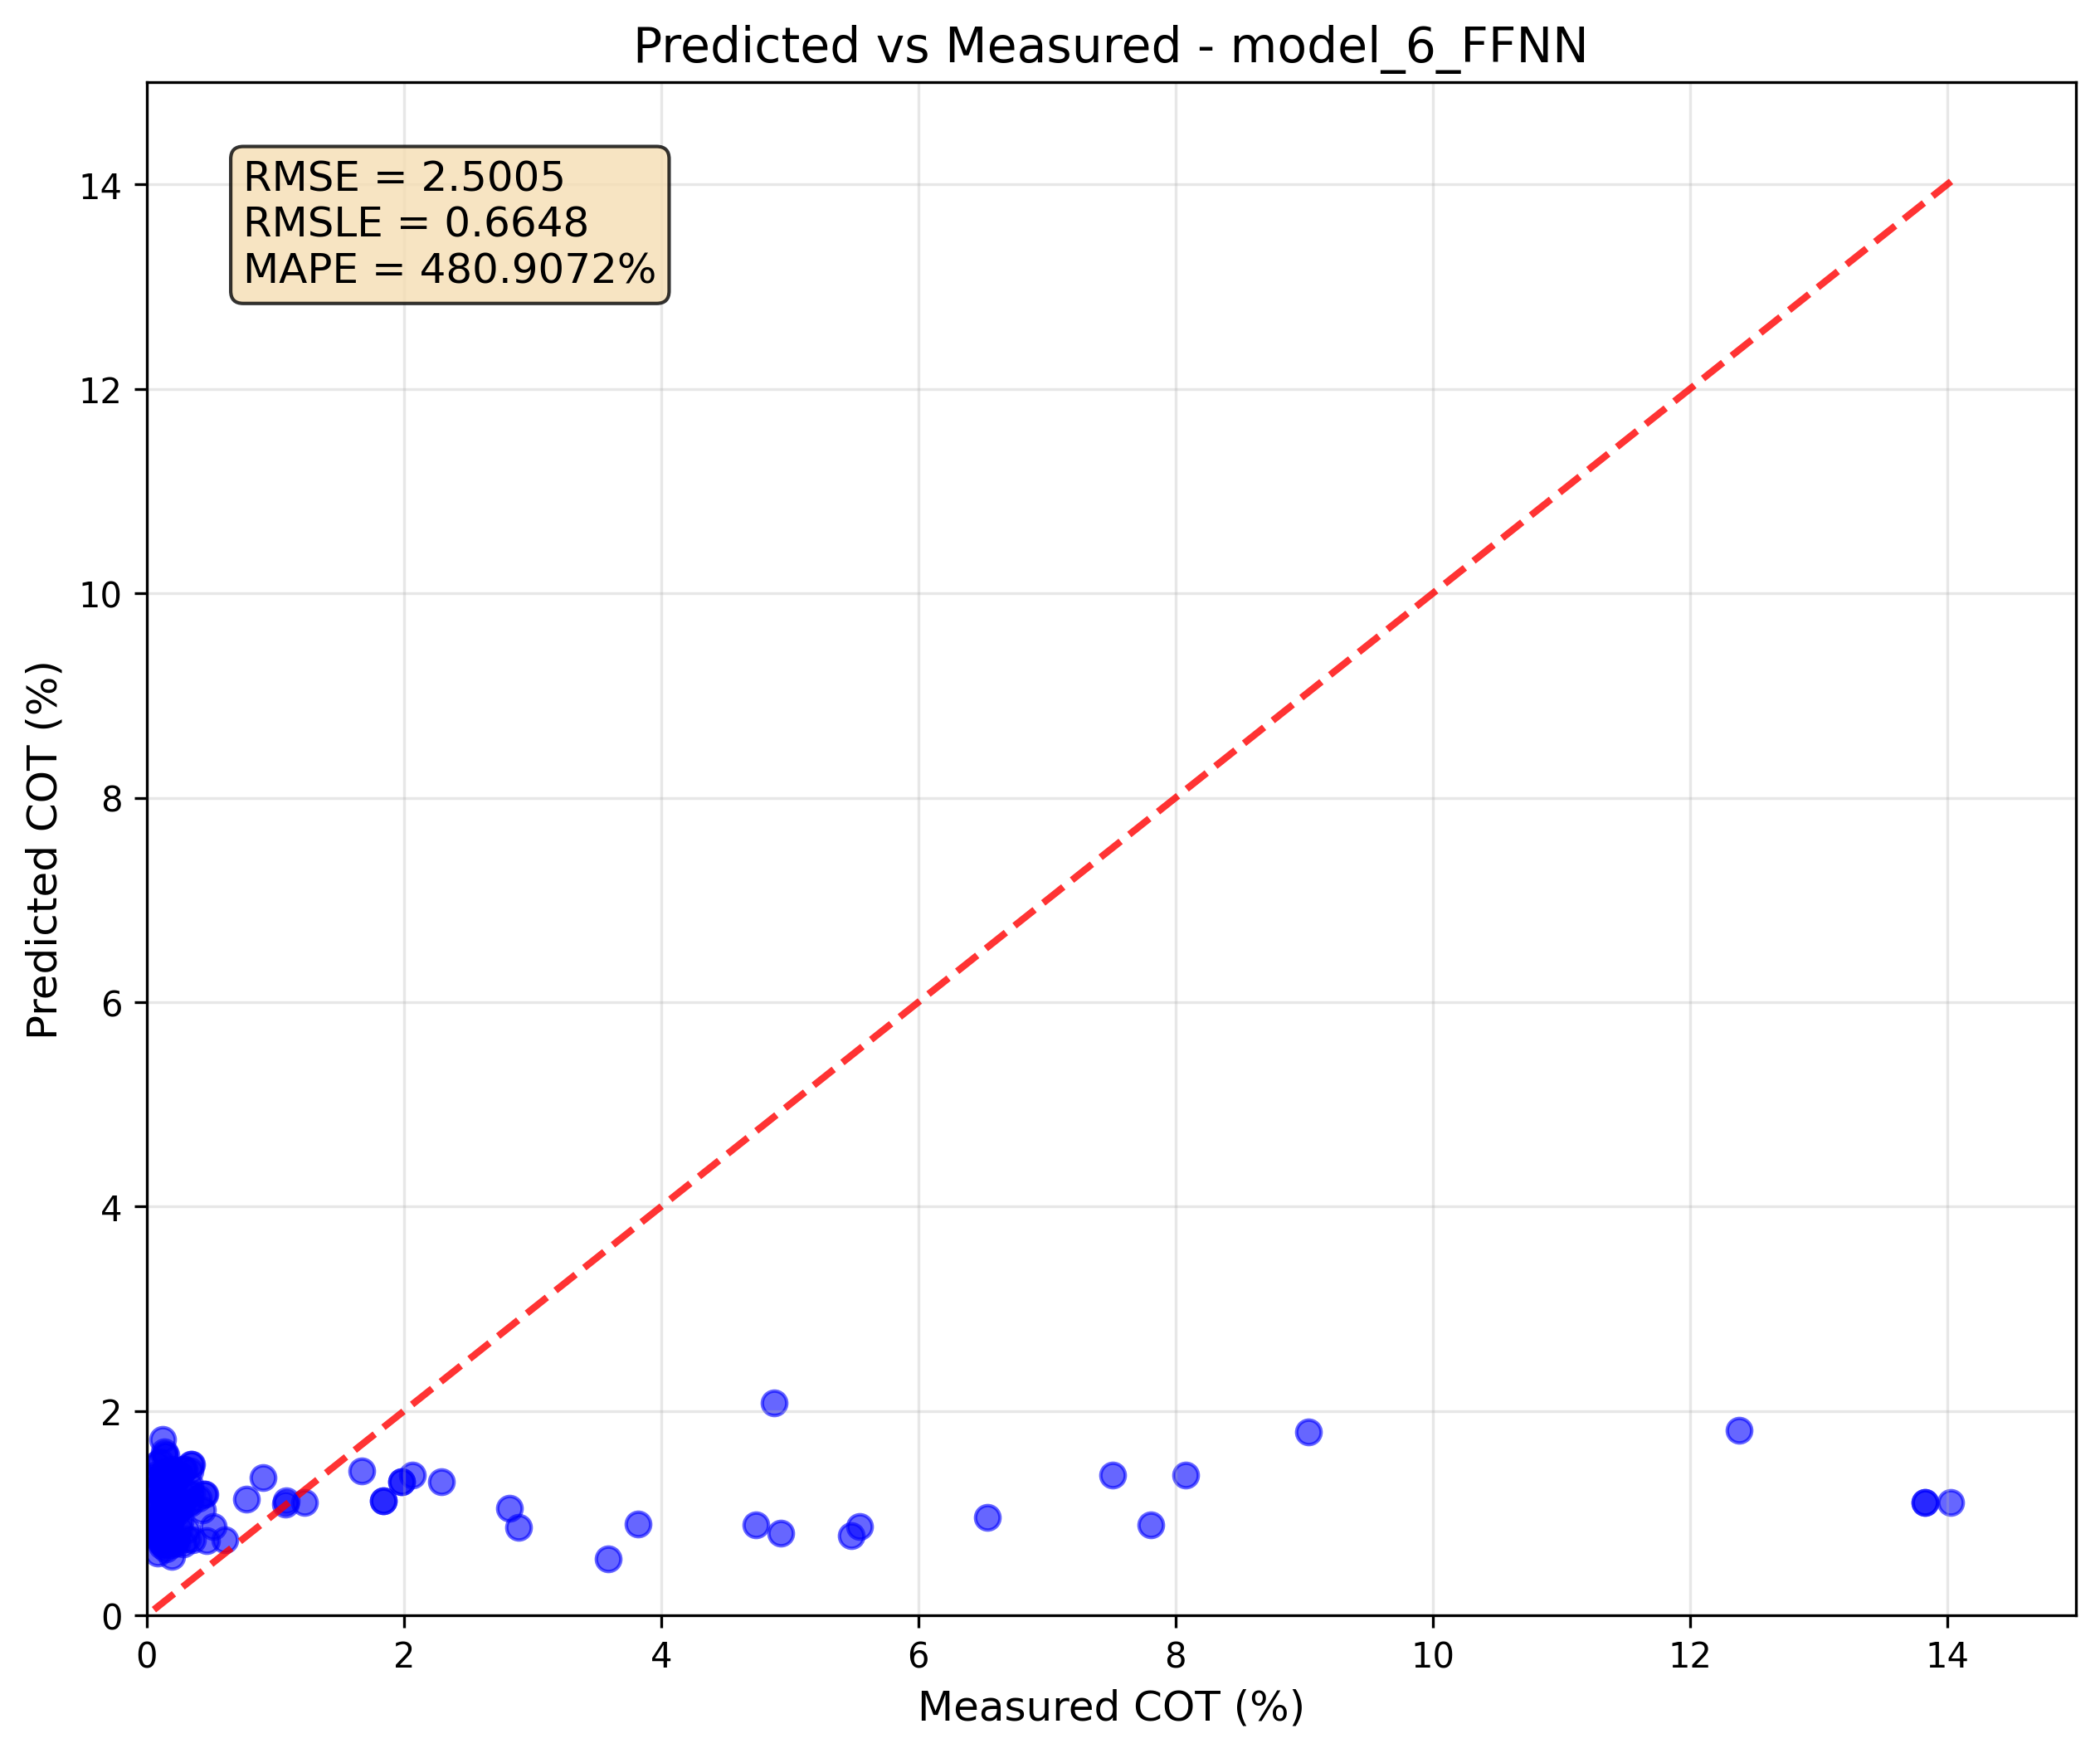 Predicted vs Measured - model_6_FFNN
RMSE = 2.5005
RMSLE = 0.6648
MAPE = 480.9072%
Predicted COT (%)
14
12
10
8
6
4
2
0
0 2 4 6 8 10 12 14
Measured COT (%)